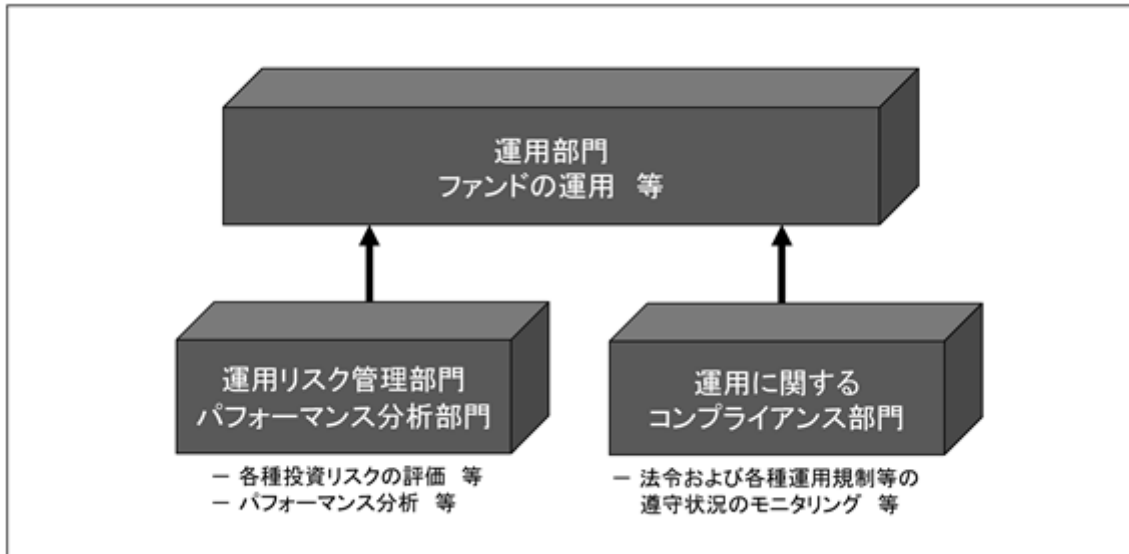 運用部門
ファンドの運用 等
運用リスク管理部門
パフォーマンス分析部門
－ 各種投資リスクの評価 等
－ パフォーマンス分析 等
運用に関する
コンプライアンス部門
－ 法令および各種運用規制等の
遵守状況のモニタリング 等